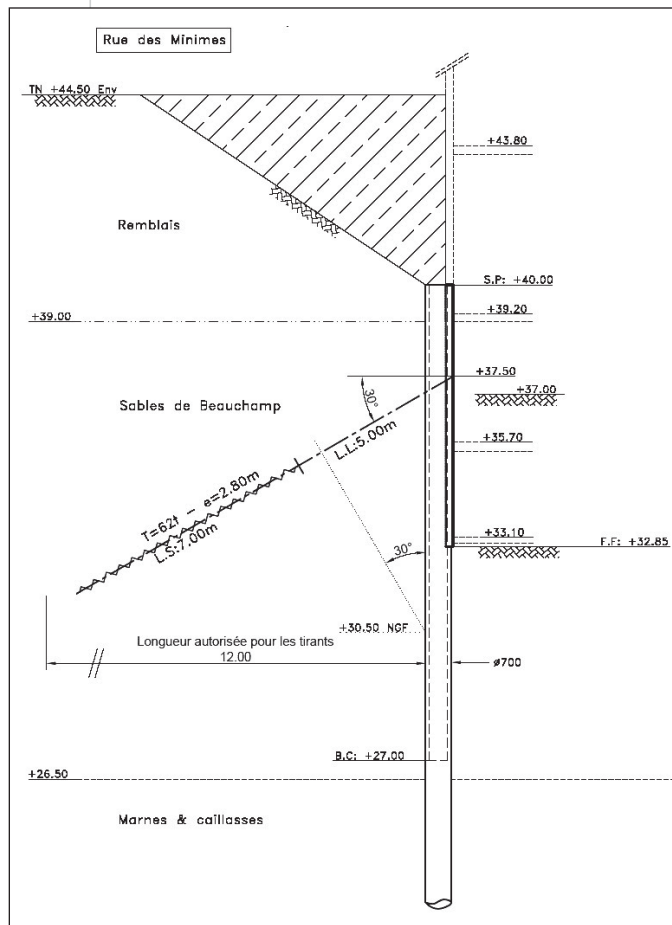 Rue des Minimes
TN +44.50 Env
+43.80
Remblais
S.P: +40.00
+39.20
+39.00
+37.50
+37.00
30°
Sables de Beauchamp
L.L:5.00m
+35.70
T=62t - e=2.80m
L.S:7.00m
+33.10
F.F: +32.85
30°
+30.50 NGF
Longueur autorisée pour les tirants
12.00
ø700
B.C: +27.00
+26.50
Marnes & caillasses